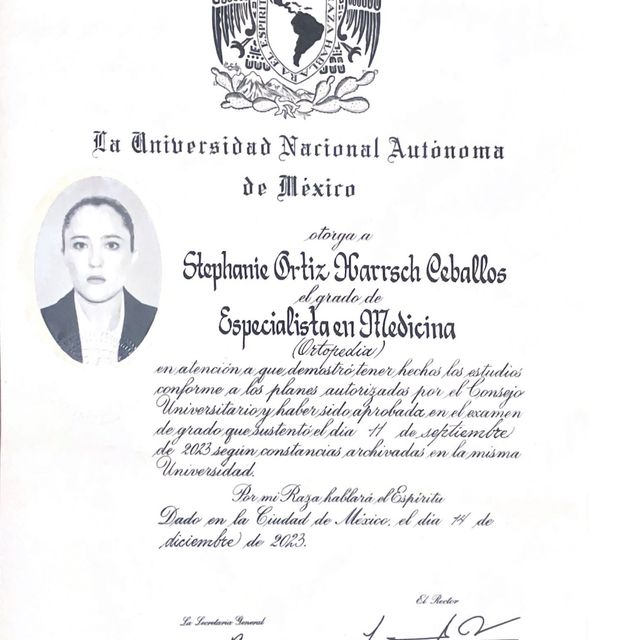 EL ESPIRIT
RAZA HABLARA
La Universidad Nacional Autónoma
de México
otorga a
Stephanie Ortiz Harrsch Ceballos
el grado de
Especialista en Medicina
(Ortopedia)
en atención a que demostró tener hechos los estudios
conforme a los planes autorizados por el Consejo
Universitario y haber sido aprobada en el examen
de grado que sustentó el día 11 de septiembre
de 2023 según constancias archivadas en la misma
Universidad.
Por mi Raza hablará el Espíritu
Dado en la Ciudad de México, el día 14 de
diciembre de 2023.
El Rector
La Secretaria General